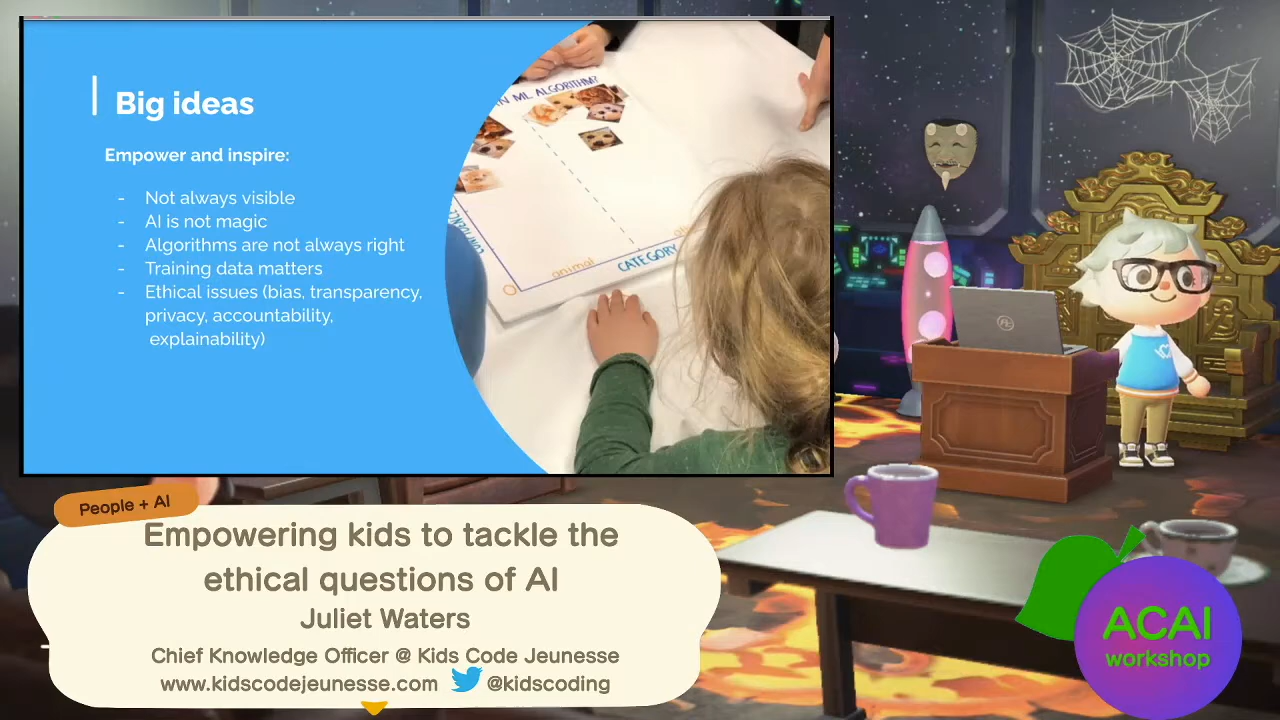 Big ideas
Empower and inspire:
- Not always visible
- AI is not magic
- Algorithms are not always right
- Training data matters
- Ethical issues (bias, transparency,
privacy, accountability,
explainability)
ML ALGORITHM?
animal
CATEGORY
People + AI
Empowering kids to tackle the
ethical questions of AI
Juliet Waters
Chief Knowledge Officer @ Kids Code Jeunesse
www.kidscodejeunesse.com @kidscoding
ACAI
workshop